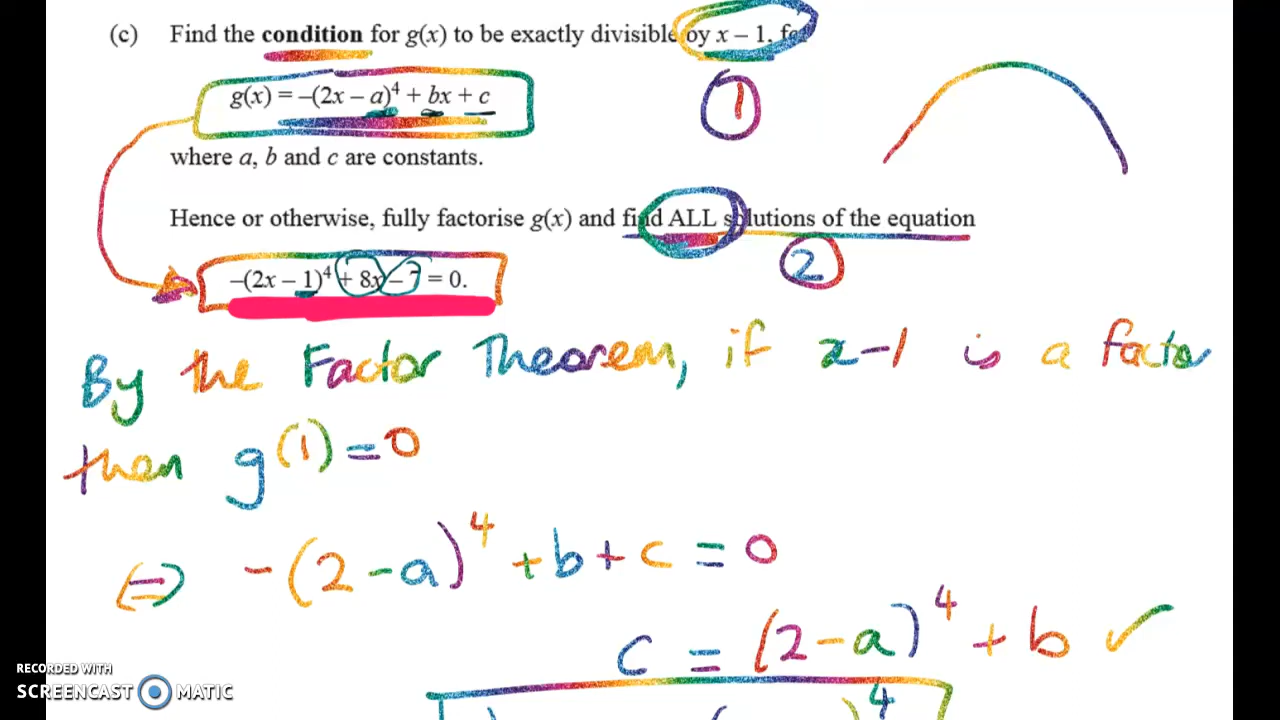 (c) Find the condition for g(x) to be exactly divisible by x – 1. for
1
g(x) = –(2x – a)⁴ + bx + c
where a, b and c are constants.
Hence or otherwise, fully factorise g(x) and find ALL solutions of the equation
2
–(2x – 1)⁴ + 8x – 7 = 0.
By the Factor Theorem, if x-1 is a factor
then g(1)=0
⇔ -(2-a)⁴ +b+c = 0
c = (2-a)⁴ + b ✓
4
RECORDED WITH
SCREENCAST MATIC